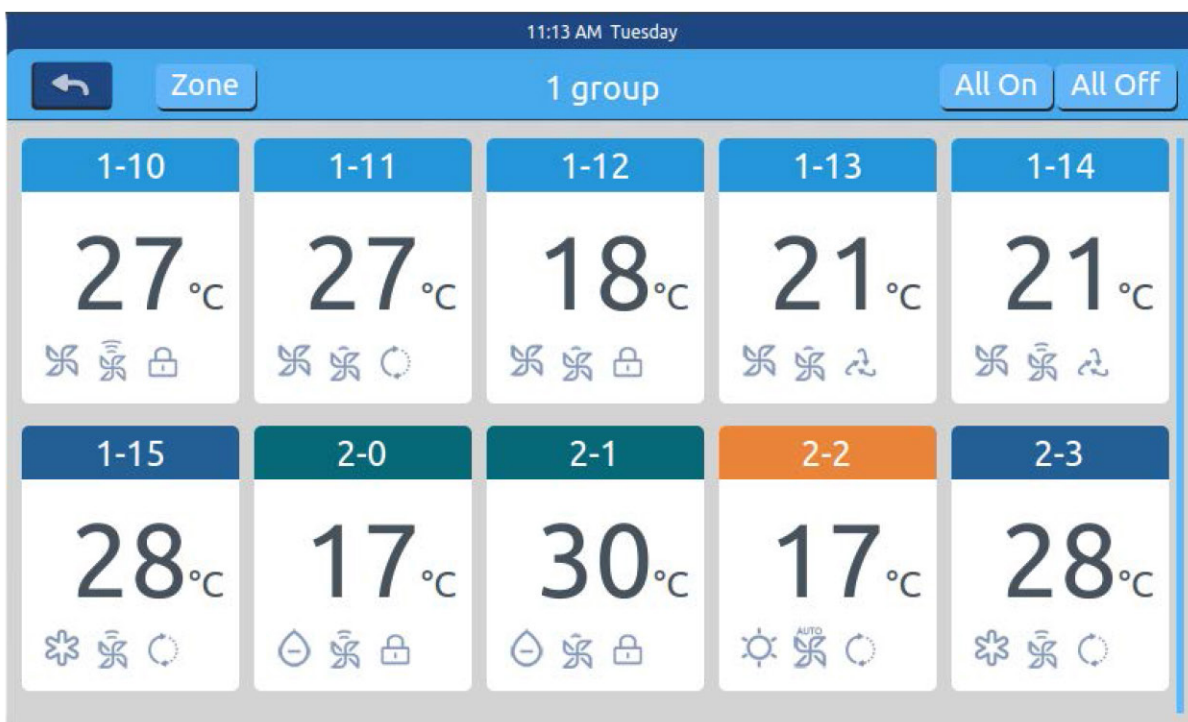 11:13 AM Tuesday
Zone 1 group All On All Off
1-10 1-11 1-12 1-13 1-14
27°C 27°C 18°C 21°C 21°C
1-15 2-0 2-1 2-2 2-3
28°C 17°C 30°C 17°C 28°C
AUTO